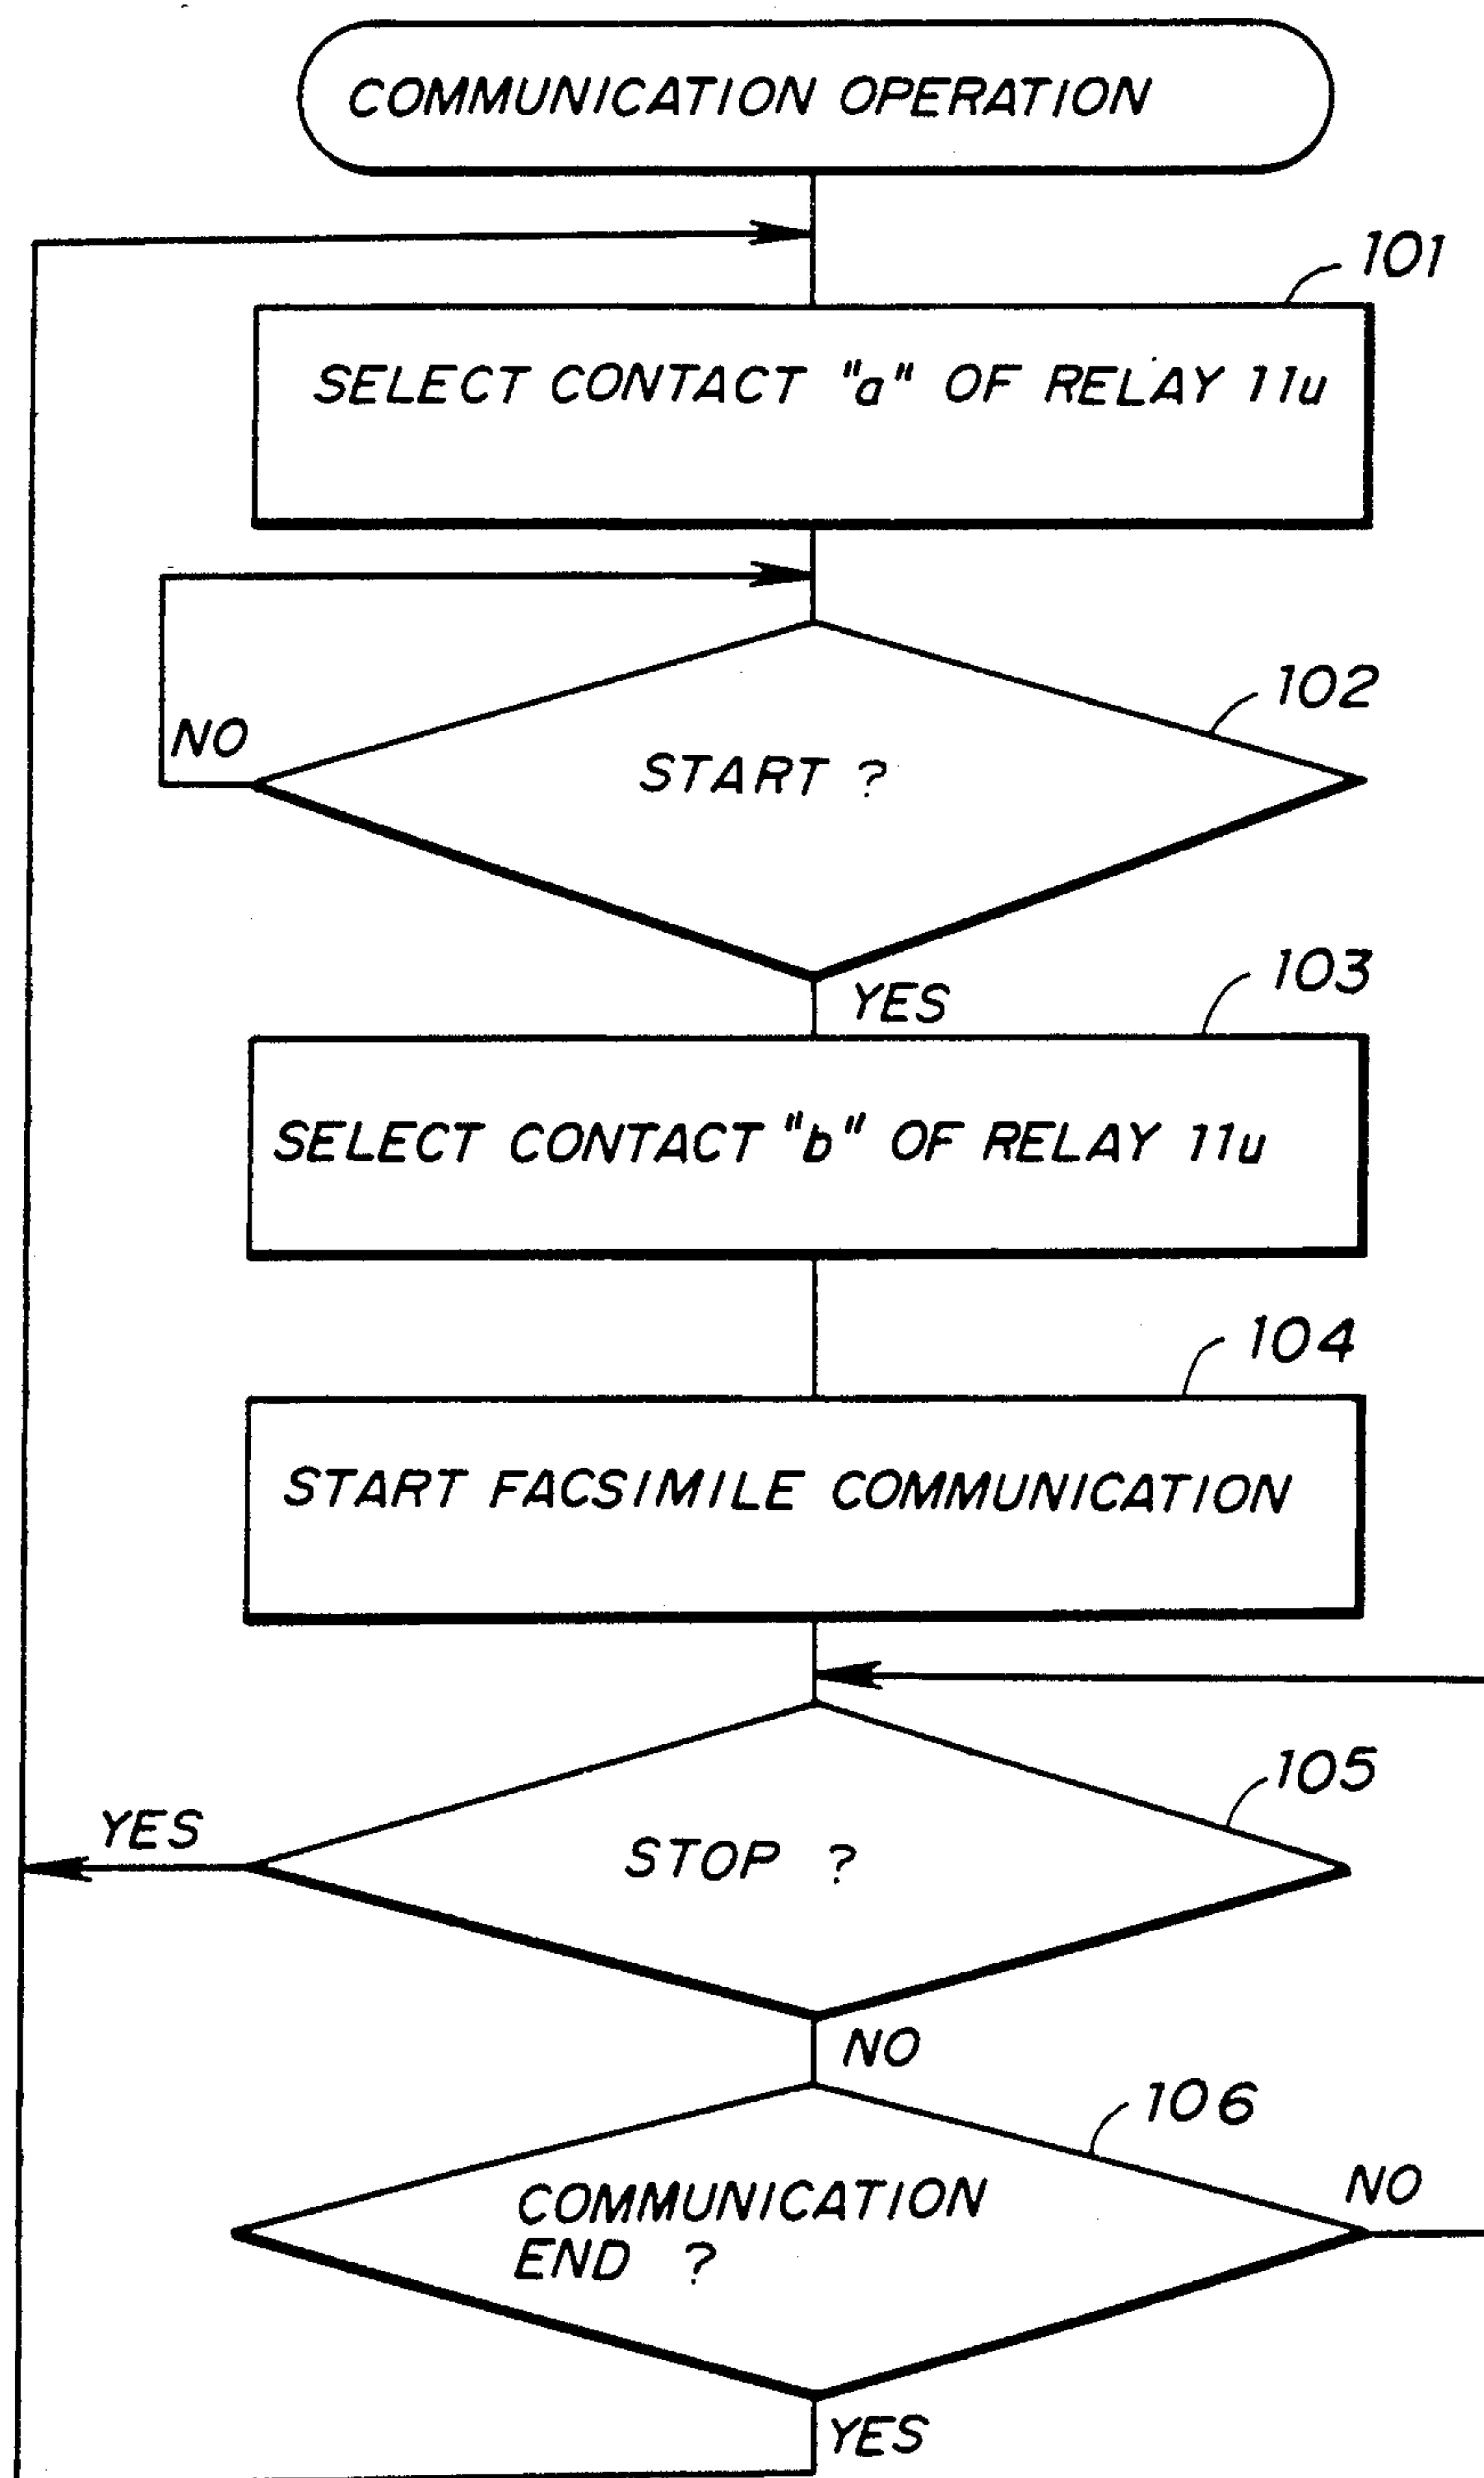 COMMUNICATION OPERATION
101
SELECT CONTACT "a" OF RELAY 11u
102
NO
START ?
YES
103
SELECT CONTACT "b" OF RELAY 11u
104
START FACSIMILE COMMUNICATION
105
YES
STOP ?
NO
106
NO
COMMUNICATION
END ?
YES